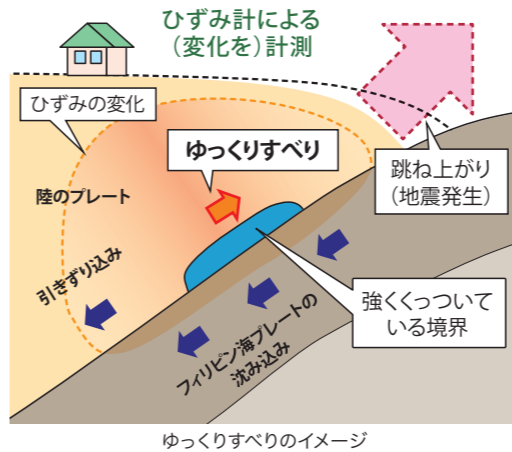 ひずみ計による
（変化を）計測
ひずみの変化
ゆっくりすべり
跳ね上がり
（地震発生）
陸のプレート
引きずり込み
強くくっついて
いる境界
フィリピン海プレートの
沈み込み
ゆっくりすべりのイメージ